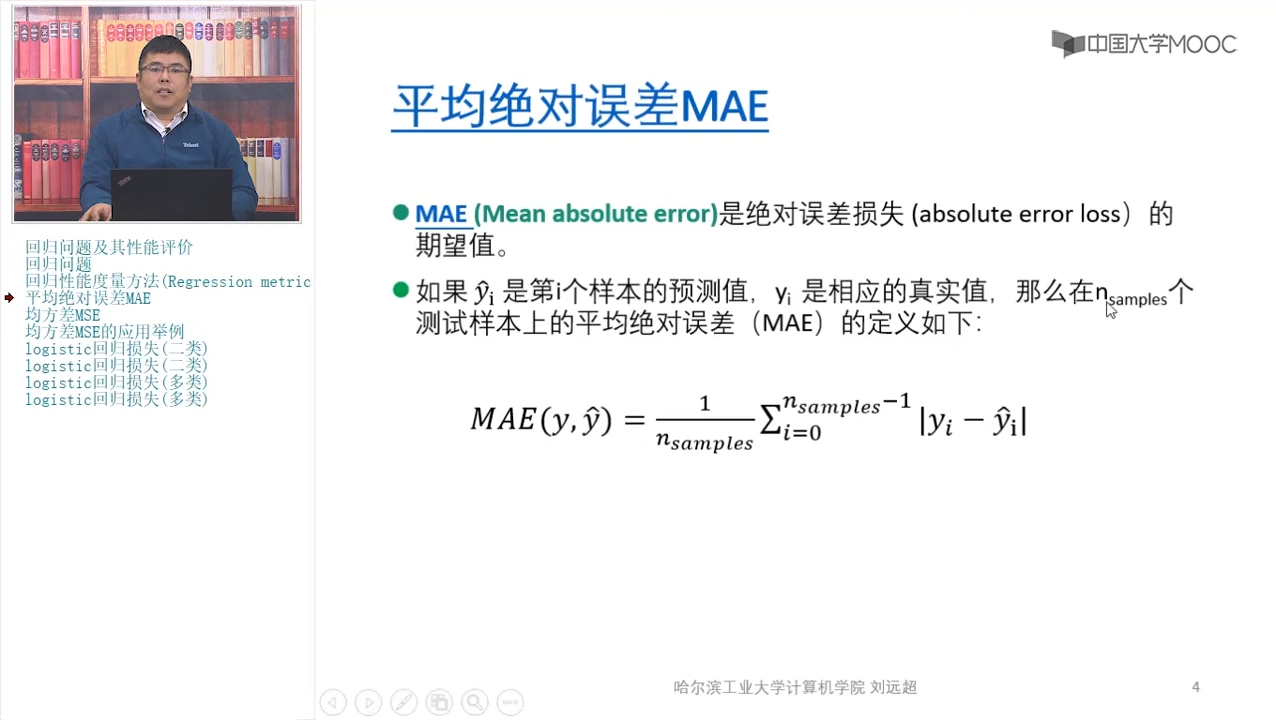 中国大学MOOC
平均绝对误差MAE
MAE (Mean absolute error)是绝对误差损失 (absolute error loss）的
期望值。
如果 ŷi 是第i个样本的预测值，yi 是相应的真实值，那么在nsamples个
测试样本上的平均绝对误差（MAE）的定义如下：
MAE(y, ŷ) = 1/nsamples ∑i=0^nsamples−1 |yi − ŷi|
回归问题及其性能评价
回归问题
回归性能度量方法(Regression metric
平均绝对误差MAE
均方差MSE
均方差MSE的应用举例
logistic回归损失(二类)
logistic回归损失(二类)
logistic回归损失(多类)
logistic回归损失(多类)
哈尔滨工业大学计算机学院 刘远超
4